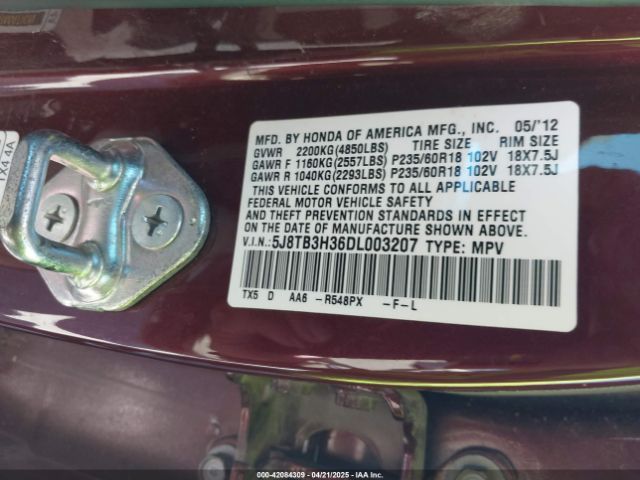 TX4 4A
MFD. BY HONDA OF AMERICA MFG., INC. 05/'12
GVWR 2200KG(4850LBS) TIRE SIZE RIM SIZE
GAWR F 1160KG(2557LBS) P235/60R18 102V 18X7.5J
GAWR R 1040KG(2293LBS) P235/60R18 102V 18X7.5J
THIS VEHICLE CONFORMS TO ALL APPLICABLE
FEDERAL MOTOR VEHICLE SAFETY
AND THEFT PREVENTION STANDARDS IN EFFECT
ON THE DATE OF MANUFACTURE SHOWN ABOVE.
V.I.N.: 5J8TB3H36DL003207 TYPE: MPV
TX5 D AA6 -R548PX -F-L
000-42084309 - 04/21/2025 - IAA Inc.